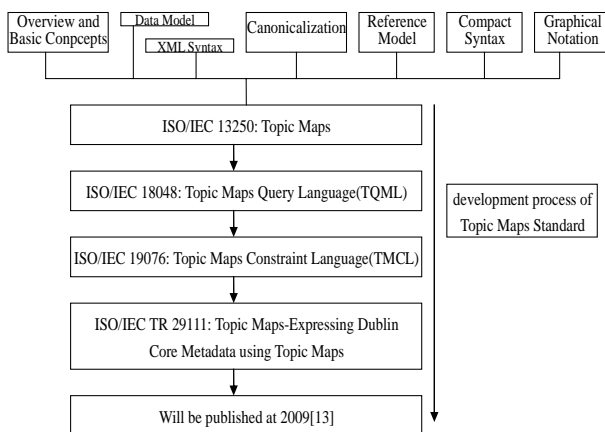 Overview and
Basic Conpcepts
Data Model
XML Syntax
Canonicalization
Reference
Model
Compact
Syntax
Graphical
Notation
ISO/IEC 13250: Topic Maps
ISO/IEC 18048: Topic Maps Query Language(TQML)
ISO/IEC 19076: Topic Maps Constraint Language(TMCL)
ISO/IEC TR 29111: Topic Maps-Expressing Dublin
Core Metadata using Topic Maps
Will be published at 2009[13]
development process of
Topic Maps Standard